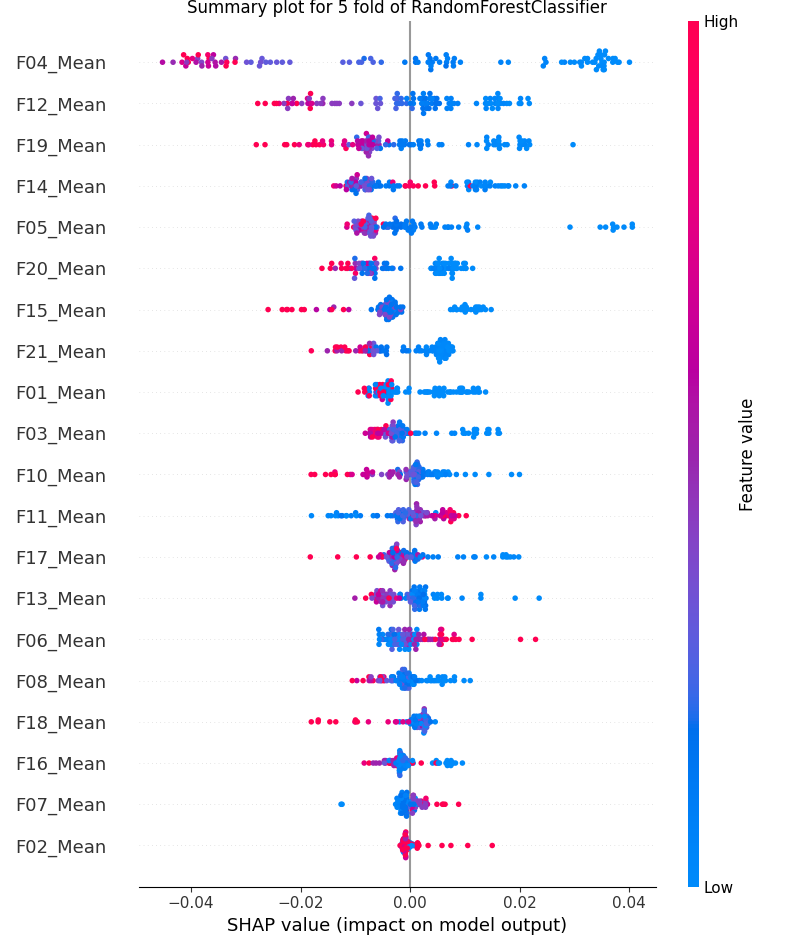 Summary plot for 5 fold of RandomForestClassifier
High
F04_Mean
F12_Mean
F19_Mean
F14_Mean
F05_Mean
F20_Mean
F15_Mean
F21_Mean
F01_Mean
F03_Mean
F10_Mean
F11_Mean
F17_Mean
F13_Mean
F06_Mean
F08_Mean
F18_Mean
F16_Mean
F07_Mean
F02_Mean
Feature value
Low
−0.04 −0.02 0.00 0.02 0.04
SHAP value (impact on model output)